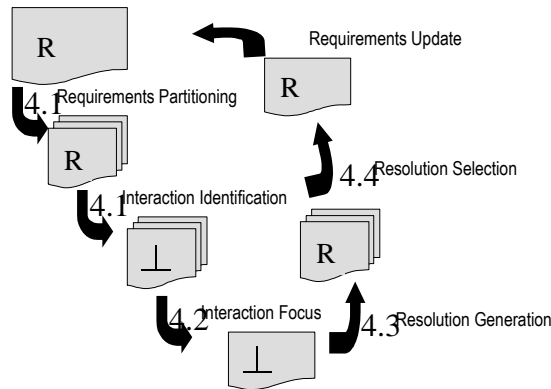 R
Requirements Update
4.1 Requirements Partitioning
R
R
4.4 Resolution Selection
4.1 Interaction Identification
⊥
R
4.2 Interaction Focus
4.3 Resolution Generation
⊥